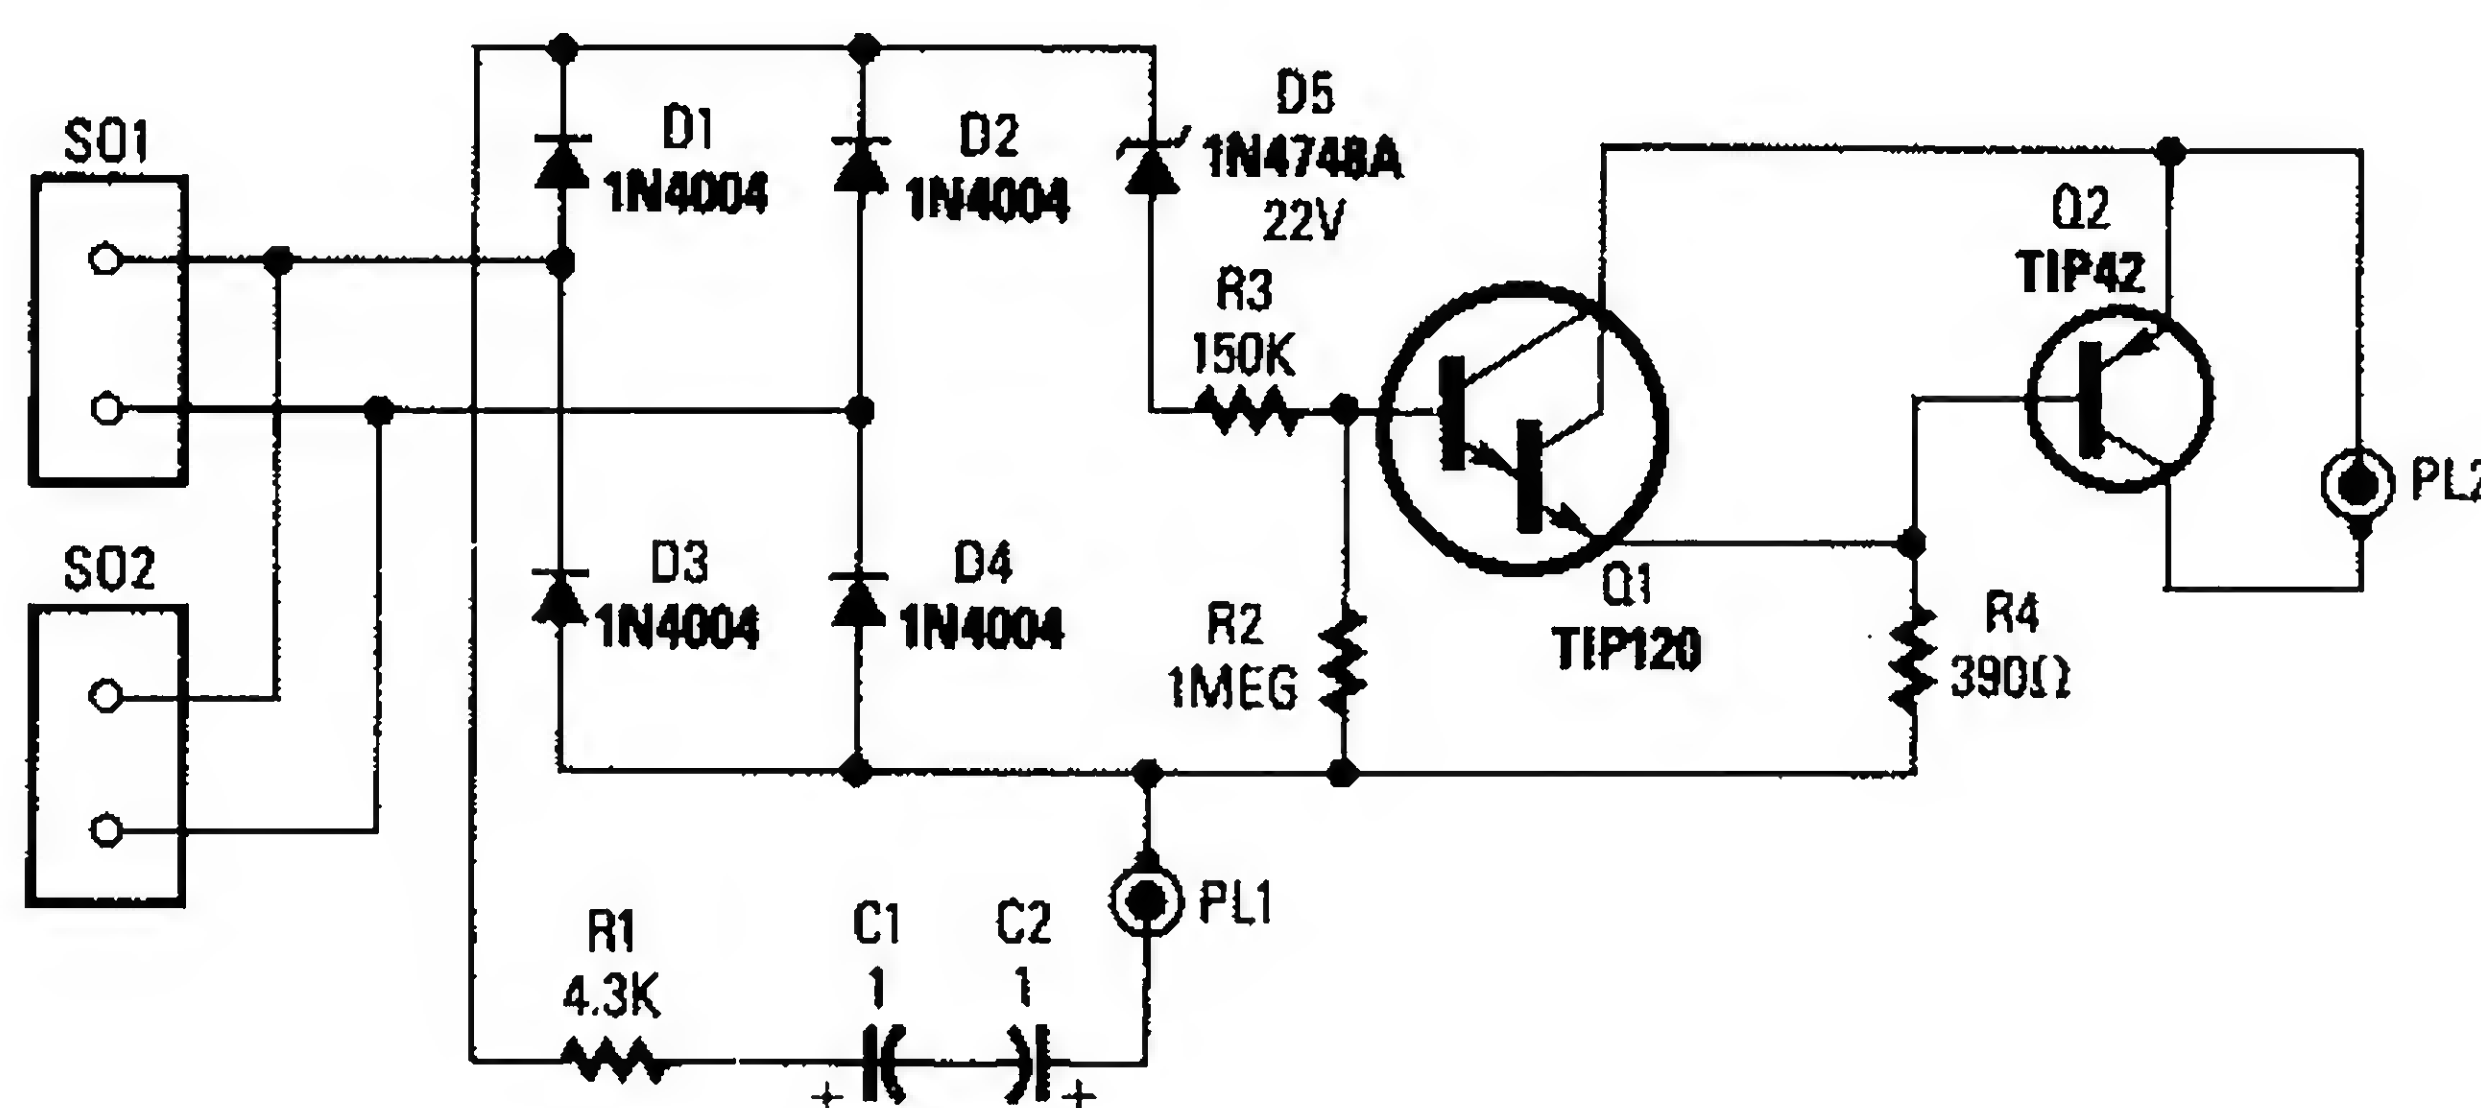 SO1
D1
1N4004
D2
1N4004
D5
1N4748A
22V
Q2
TIP42
R3
150K
PL2
SO2
D3
1N4004
D4
1N4004
R2
1MEG
Q1
TIP120
R4
390Ω
PL1
R1
4.3K
C1
1
C2
1
+
+